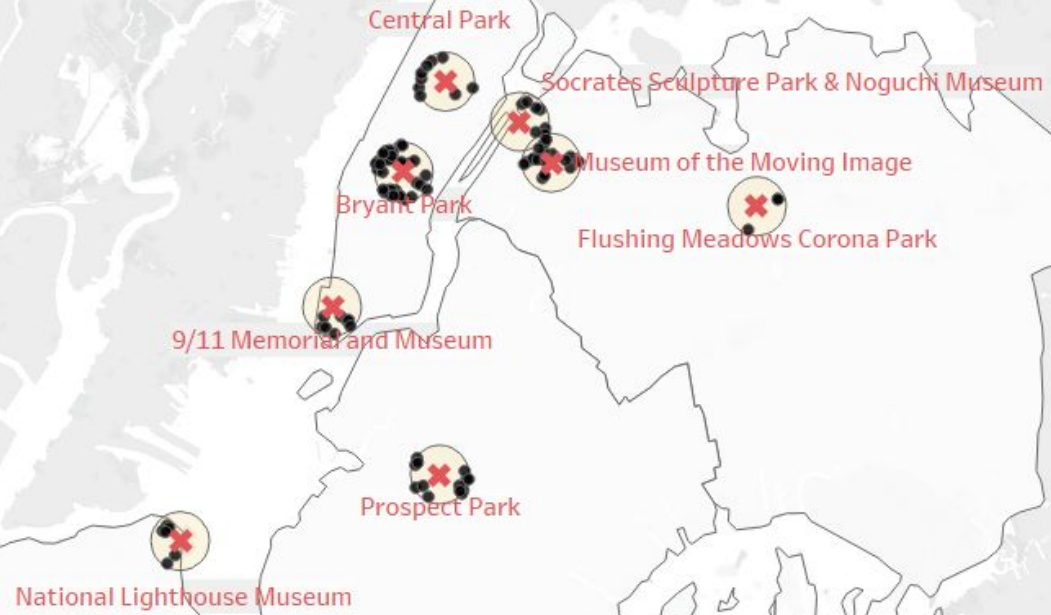 Central Park
Socrates Sculpture Park & Noguchi Museum
Museum of the Moving Image
Bryant Park
Flushing Meadows Corona Park
9/11 Memorial and Museum
Prospect Park
National Lighthouse Museum